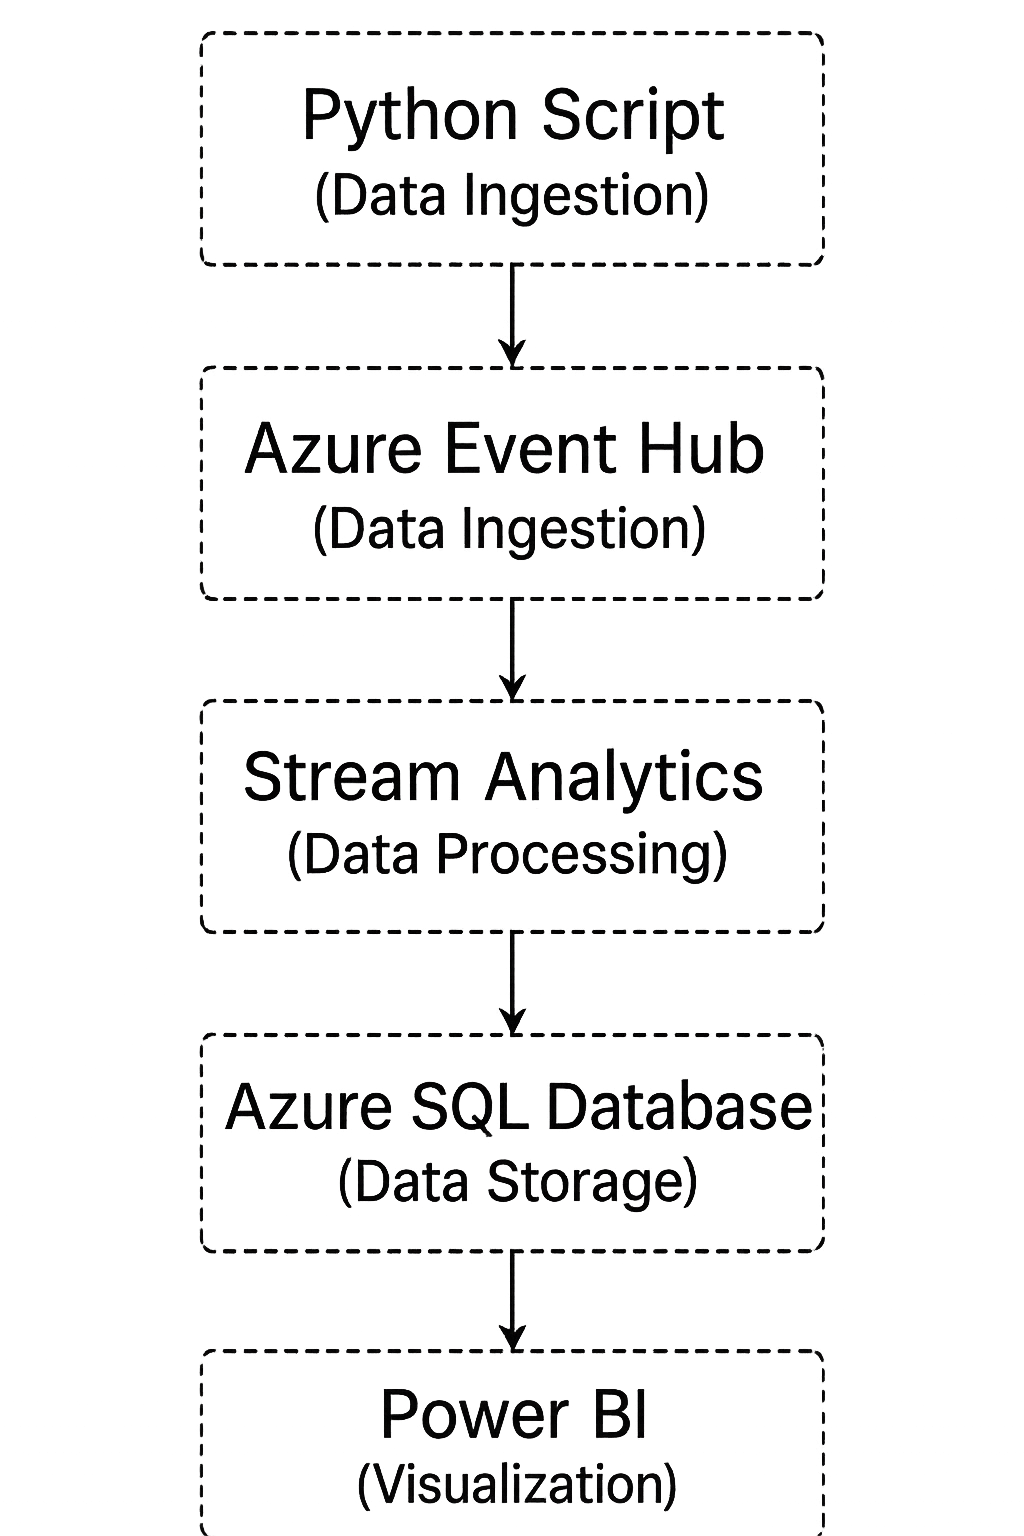 Python Script
(Data Ingestion)
Azure Event Hub
(Data Ingestion)
Stream Analytics
(Data Processing)
Azure SQL Database
(Data Storage)
Power BI
(Visualization)